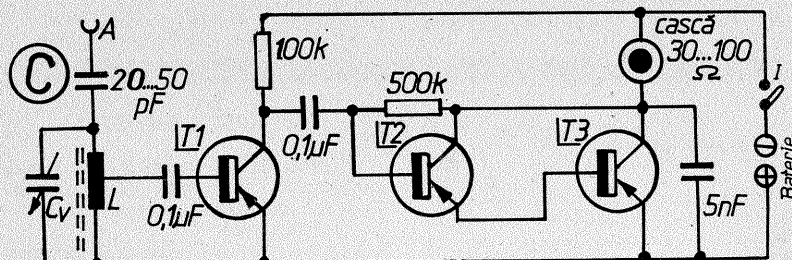 A
C
20...50
pF
Cv
L
0,1µF
T1
100k
0,1µF
500k
T2
T3
cască
30...100
Ω
5nF
I
Baterie